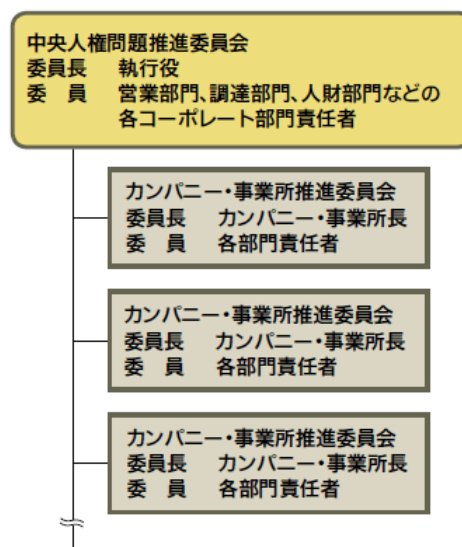 中央人権問題推進委員会
委員長　執行役
委　員　営業部門、調達部門、人財部門などの
各コーポレート部門責任者
カンパニー・事業所推進委員会
委員長　カンパニー・事業所長
委　員　各部門責任者
カンパニー・事業所推進委員会
委員長　カンパニー・事業所長
委　員　各部門責任者
カンパニー・事業所推進委員会
委員長　カンパニー・事業所長
委　員　各部門責任者